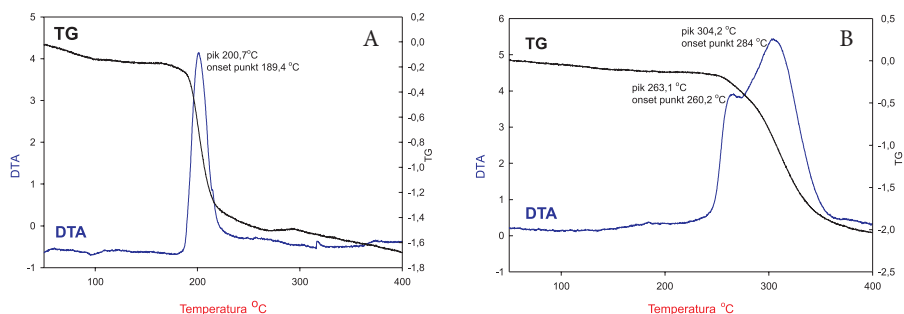 A
TG
pik 200,7°C
onset punkt 189,4 °C
DTA
DTA
TG
5
4
3
2
1
0
-1
0,2
0,0
-0,2
-0,4
-0,6
-0,8
-1,0
-1,2
-1,4
-1,6
-1,8
100 200 300 400
Temperatura °C
B
TG
pik 304,2 °C
onset punkt 284 °C
pik 263,1 °C
onset punkt 260,2 °C
DTA
DTA
TG
6
5
4
3
2
1
0
-1
0,5
0,0
-0,5
-1,0
-1,5
-2,0
-2,5
100 200 300 400
Temperatura °C